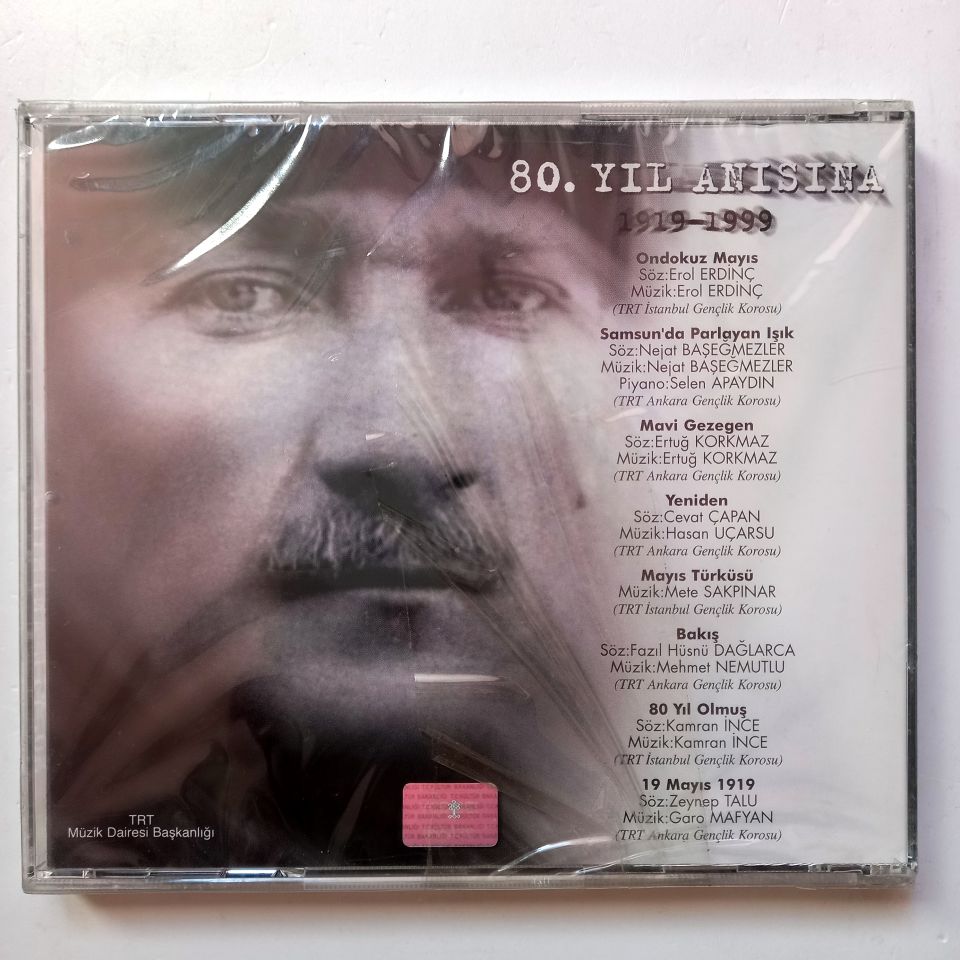 80. YIL ANISINA
1919-1999
Ondokuz Mayıs
Söz:Erol ERDİNÇ
Müzik:Erol ERDİNÇ
(TRT İstanbul Gençlik Korosu)
Samsun'da Parlayan Işık
Söz:Nejat BAŞEĞMEZLER
Müzik:Nejat BAŞEĞMEZLER
Piyano:Selen APAYDIN
(TRT Ankara Gençlik Korosu)
Mavi Gezegen
Söz:Ertuğ KORKMAZ
Müzik:Ertuğ KORKMAZ
(TRT Ankara Gençlik Korosu)
Yeniden
Söz:Cevat ÇAPAN
Müzik:Hasan UÇARSU
(TRT Ankara Gençlik Korosu)
Mayıs Türküsü
Müzik:Mete SAKPINAR
(TRT İstanbul Gençlik Korosu)
Bakış
Söz:Fazıl Hüsnü DAĞLARCA
Müzik:Mehmet NEMUTLU
(TRT Ankara Gençlik Korosu)
80 Yıl Olmuş
Söz:Kamran İNCE
Müzik:Kamran İNCE
(TRT İstanbul Gençlik Korosu)
19 Mayıs 1919
Söz:Zeynep TALU
Müzik:Garo MAFYAN
(TRT Ankara Gençlik Korosu)
TRT
Müzik Dairesi Başkanlığı